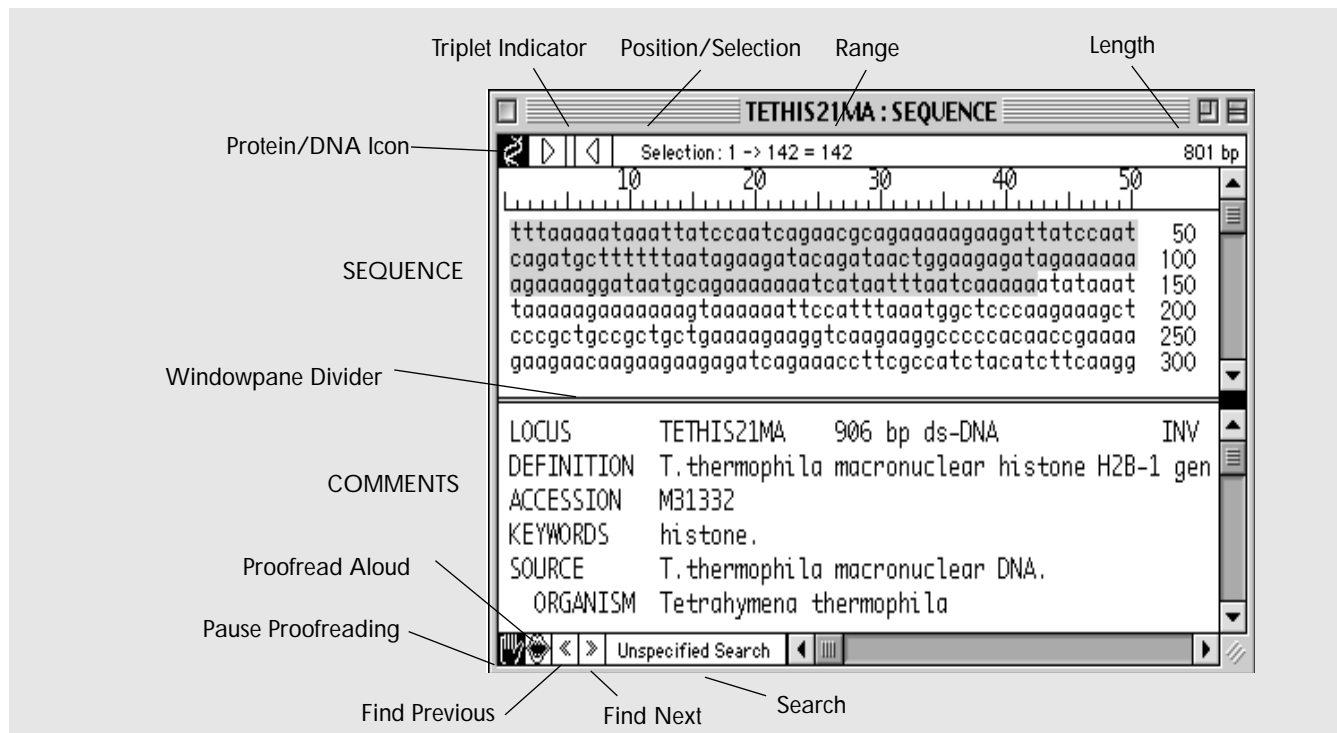 Triplet Indicator Position/Selection Range Length
TETHIS21MA : SEQUENCE
Protein/DNA Icon
Selection: 1 -> 142 = 142 801 bp
10 20 30 40 50
tttaaaaataaattatccaatcagaacgcagaaaaagaagattatccaat 50
cagatgcttttttaatagaagatacagataactggaagagatagaaaaaa 100
SEQUENCE
agaaaaggataatgcagaaaaaaatcataatttaatcaaaaaatataaat 150
taaaaagaaaaaaagtaaaaaattccatttaaatggctcccaagaaagct 200
cccgctgccgctgctgaaaagaaggtcaagaaggcccccacaaccgaaaa 250
gaagaacaagaagaagagatcagaaaccttcgccatctacatcttcaagg 300
Windowpane Divider
LOCUS TETHIS21MA 906 bp ds-DNA INV
DEFINITION T.thermophila macronuclear histone H2B-1 gen
COMMENTS
ACCESSION M31332
KEYWORDS histone.
SOURCE T.thermophila macronuclear DNA.
Proofread Aloud
ORGANISM Tetrahymena thermophila
Pause Proofreading
« » Unspecified Search
Find Previous Find Next Search